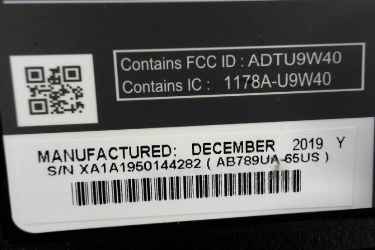 Contains FCC ID : ADTU9W40
Contains IC : 1178A-U9W40
MANUFACTURED: DECEMBER 2019 Y
S/N XA1A1950144282 ( AB789UA-65US )